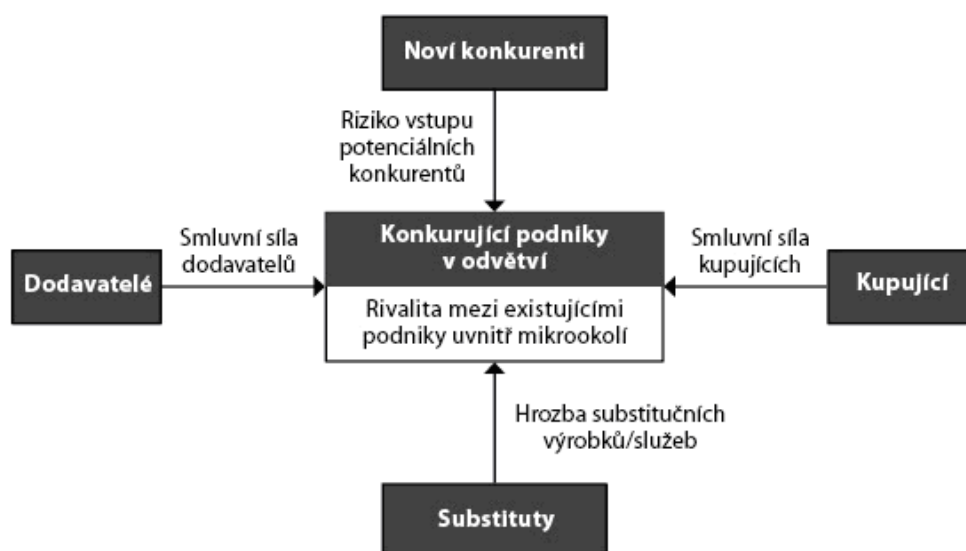 Noví konkurenti
Riziko vstupu
potenciálních
konkurentů
Smluvní síla
dodavatelů
Konkurující podniky
v odvětví
Smluvní síla
kupujících
Dodavatelé
Kupující
Rivalita mezi existujícími
podniky uvnitř mikrookolí
Hrozba substitučních
výrobků/služeb
Substituty